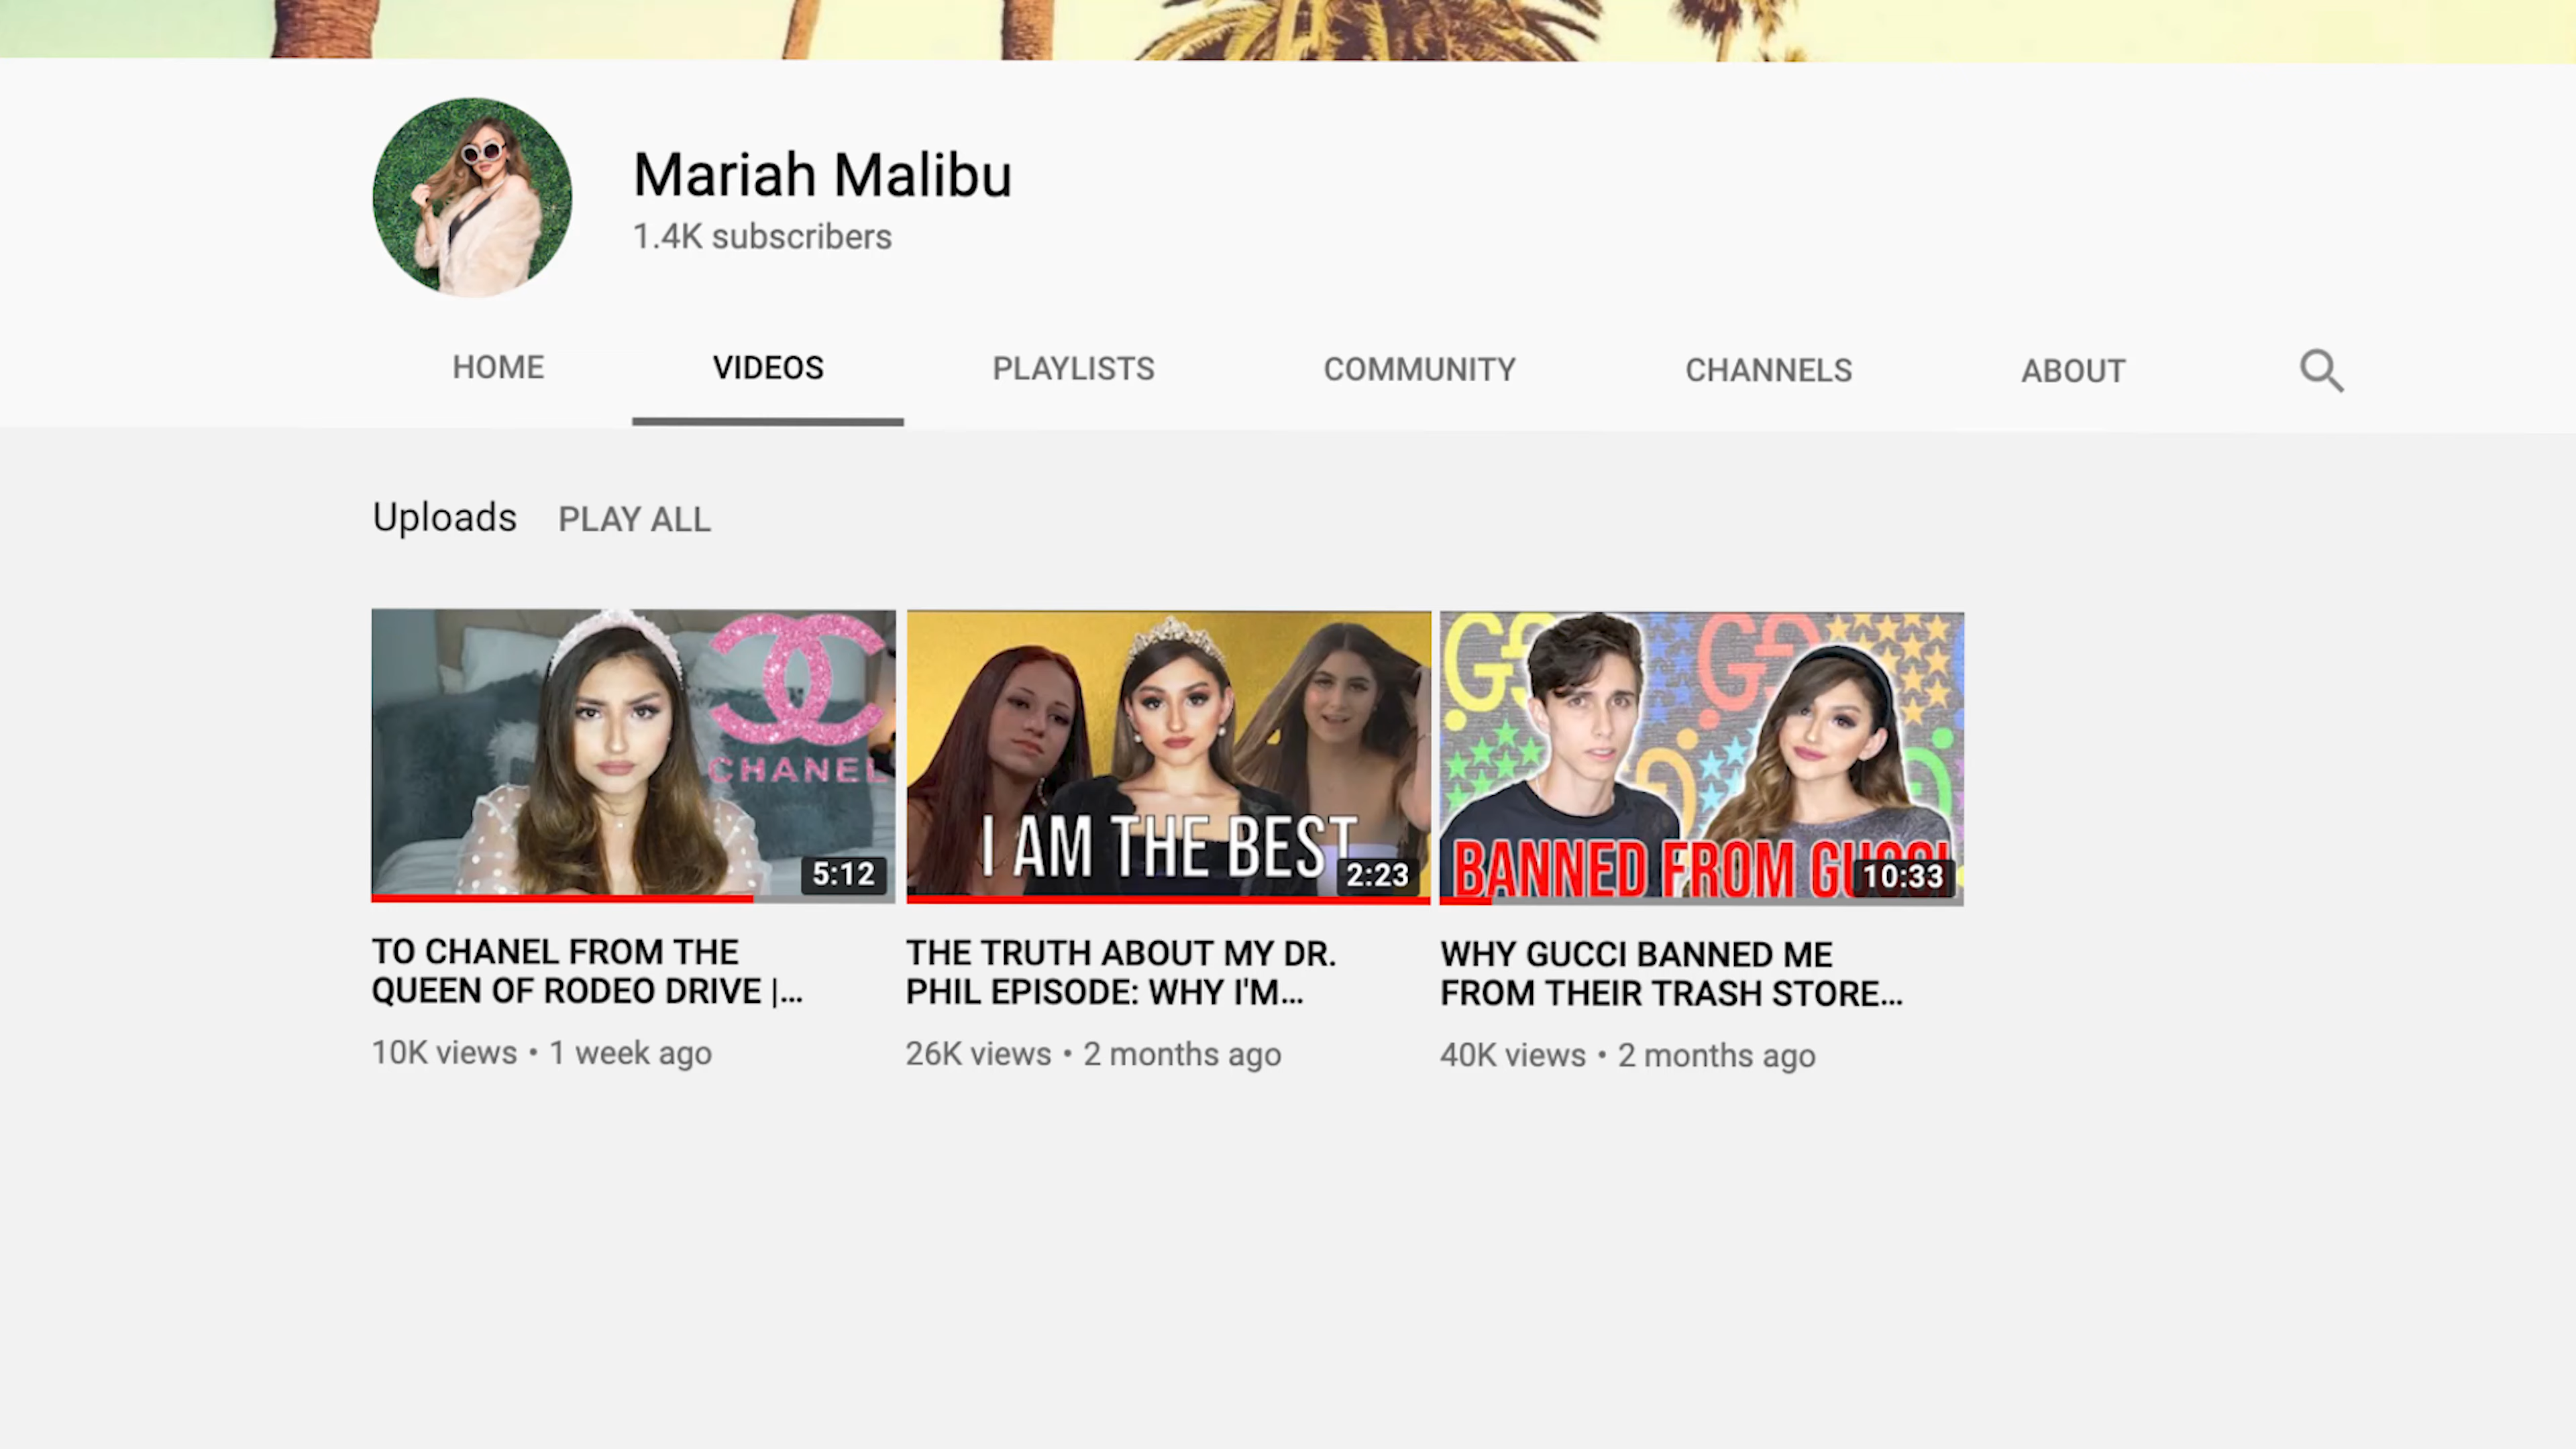 Mariah Malibu
1.4K subscribers
HOME VIDEOS PLAYLISTS COMMUNITY CHANNELS ABOUT
Uploads PLAY ALL
CHANEL
5:12
I AM THE BEST
2:23
BANNED FROM GUCCI
10:33
TO CHANEL FROM THE
QUEEN OF RODEO DRIVE |...
10K views • 1 week ago
THE TRUTH ABOUT MY DR.
PHIL EPISODE: WHY I'M...
26K views • 2 months ago
WHY GUCCI BANNED ME
FROM THEIR TRASH STORE...
40K views • 2 months ago